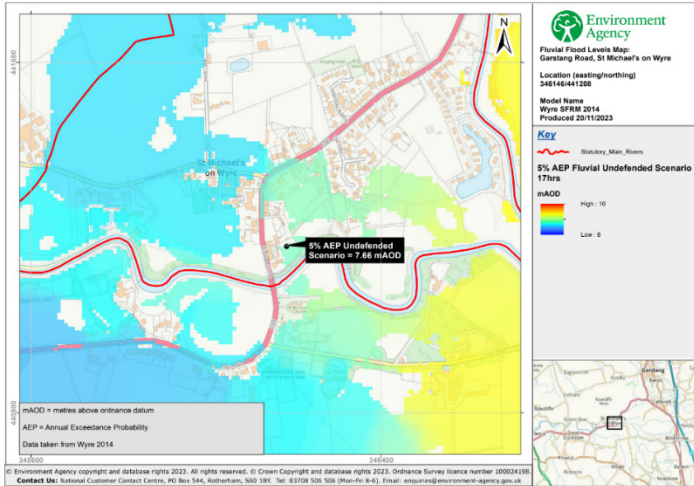 Environment
Agency
Fluvial Flood Levels Map:
Garstang Road, St Michael's on Wyre
Location (easting/northing)
346146/441288
Model Name
Wyre SFRM 2014
Produced 20/11/2023
Key
Statutory_Main_Rivers
5% AEP Fluvial Undefended Scenario
17hrs
mAOD
High : 10
Low : 6
N
St Michael's
on Wyre
5% AEP Undefended
Scenario = 7.66 mAOD
mAOD = metres above ordnance datum
AEP = Annual Exceedance Probability
Data taken from Wyre 2014
441600
440800
345600
346400
Garstang
© Environment Agency copyright and database rights 2023. All rights reserved. © Crown Copyright and database rights 2023. Ordnance Survey licence number 100024198.
Contact Us: National Customer Contact Centre, PO Box 544, Rotherham, S60 1BY. Tel: 03708 506 506 (Mon-Fri 8-6). Email: enquiries@environment-agency.gov.uk